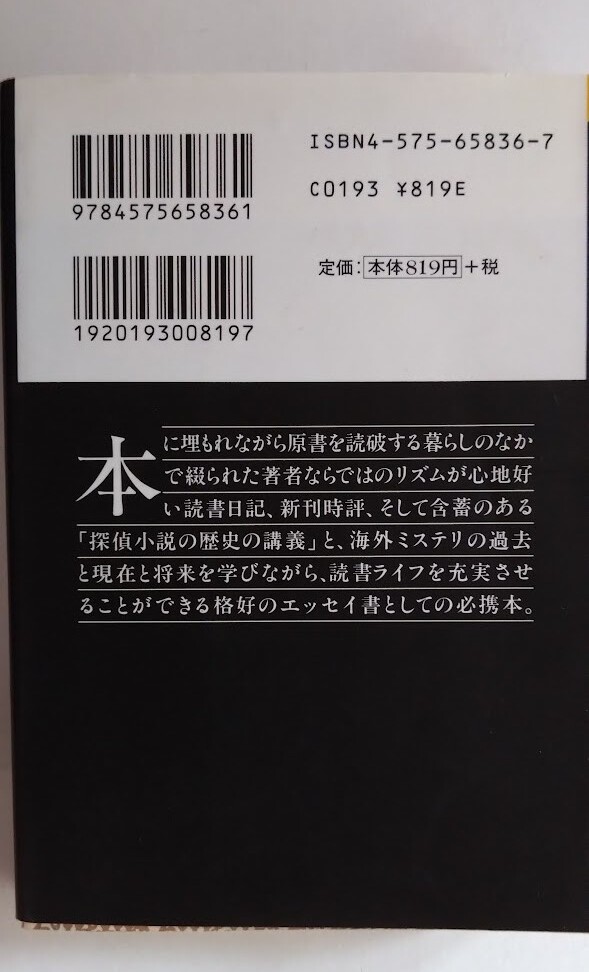 ISBN4-575-65836-7
9784575658361
C0193 ¥819E
定価：本体819円+税
1920193008197
本に埋もれながら原書を読破する暮らしのなか
で綴られた著者ならではのリズムが心地好
い読書日記、新刊時評、そして含蓄のある
「探偵小説の歴史の講義」と、海外ミステリの過去
と現在と将来を学びながら、読書ライフを充実させ
ることができる格好のエッセイ書としての必携本。